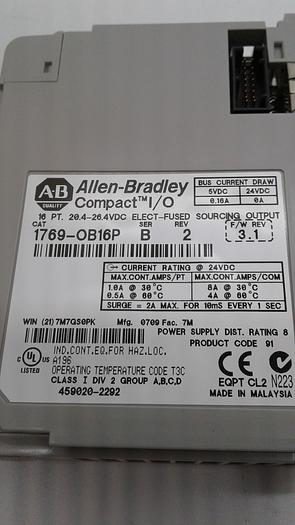 AB QUALITY Allen-Bradley
Compact™ I/O
BUS CURRENT DRAW
5VDC 24VDC
0.16A 0A
16 PT. 20.4-26.4VDC ELECT-FUSED SOURCING OUTPUT
CAT SER REV F/W REV
1769-OB16P B 2 3.1
CURRENT RATING @ 24VDC
MAX.CONT.AMPS/PT MAX.CONT.AMPS/COM
1.0A @ 30°C 8A @ 30°C
0.5A @ 60°C 4A @ 60°C
SURGE = 2A MAX. FOR 10mS EVERY 1 SEC
WIN (21)7M7GS0PK Mfg. 0709 Fac. 7M
POWER SUPPLY DIST. RATING 8
PRODUCT CODE 91
C UL US LISTED
IND.CONT.EQ.FOR HAZ.LOC.
A196
OPERATING TEMPERATURE CODE T3C
CLASS I DIV 2 GROUP A,B,C,D
459020-2292
CE C N223
EQPT CL2
MADE IN MALAYSIA